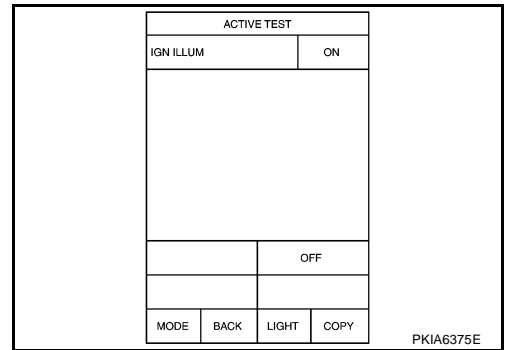 ACTIVE TEST
IGN ILLUM ON
OFF
MODE BACK LIGHT COPY
PKIA6375E